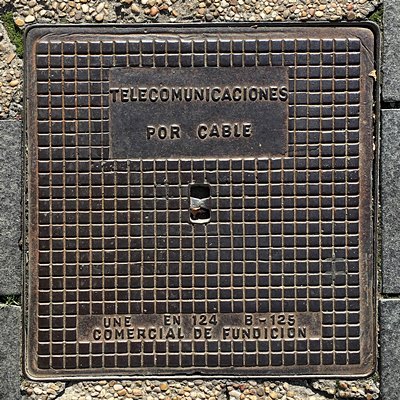 TELECOMUNICACIONES
POR CABLE
UNE EN 124 B-125
COMERCIAL DE FUNDICION